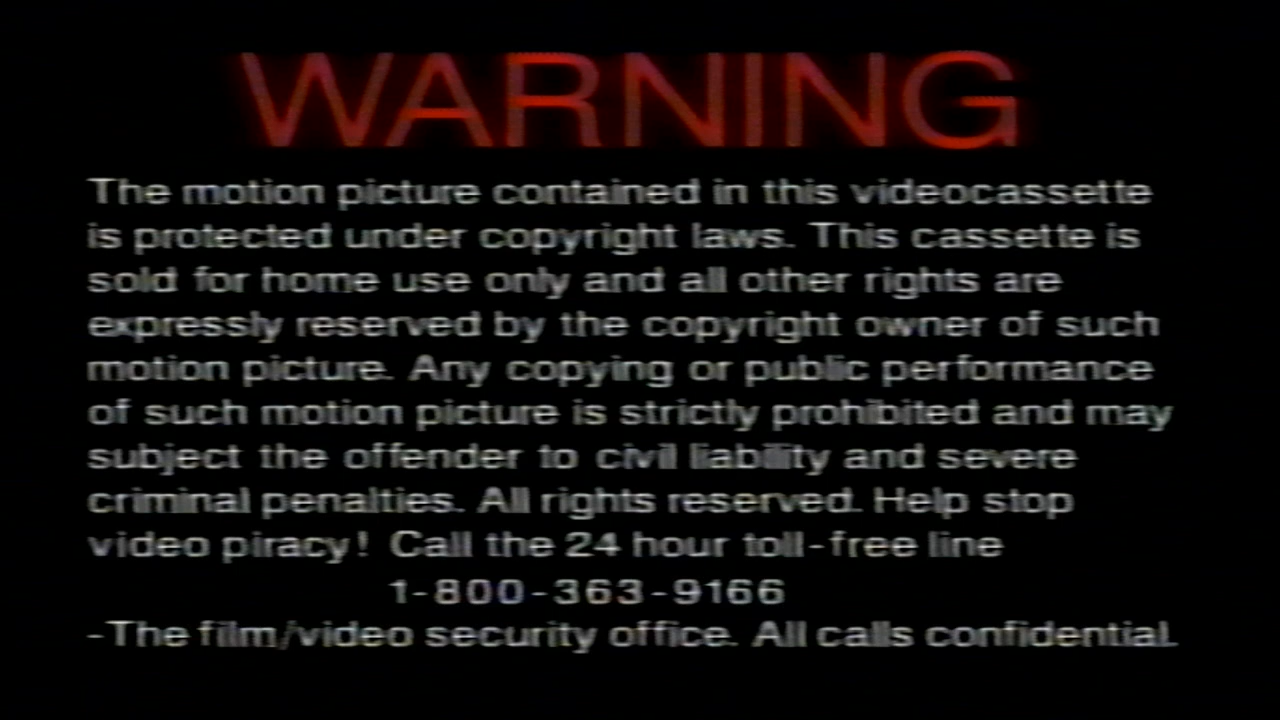 WARNING
The motion picture contained in this videocassette
is protected under copyright laws. This cassette is
sold for home use only and all other rights are
expressly reserved by the copyright owner of such
motion picture. Any copying or public performance
of such motion picture is strictly prohibited and may
subject the offender to civil liability and severe
criminal penalties. All rights reserved. Help stop
video piracy! Call the 24 hour toll-free line
1-800-363-9166
-The film/video security office. All calls confidential.